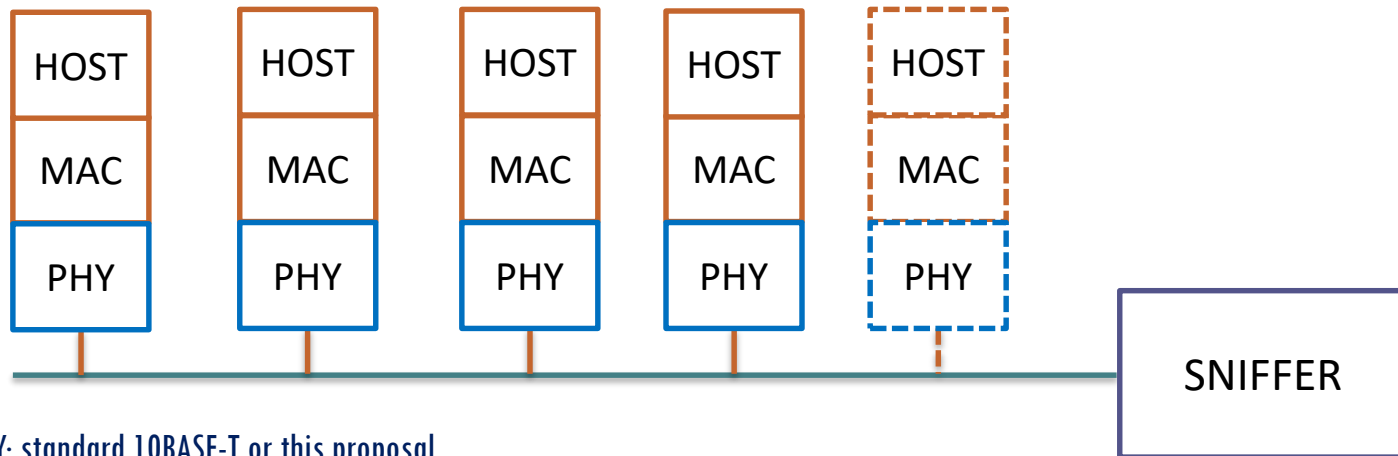 HOST HOST HOST HOST HOST
MAC MAC MAC MAC MAC
PHY PHY PHY PHY PHY
SNIFFER
standard 10BASE-T or this proposal